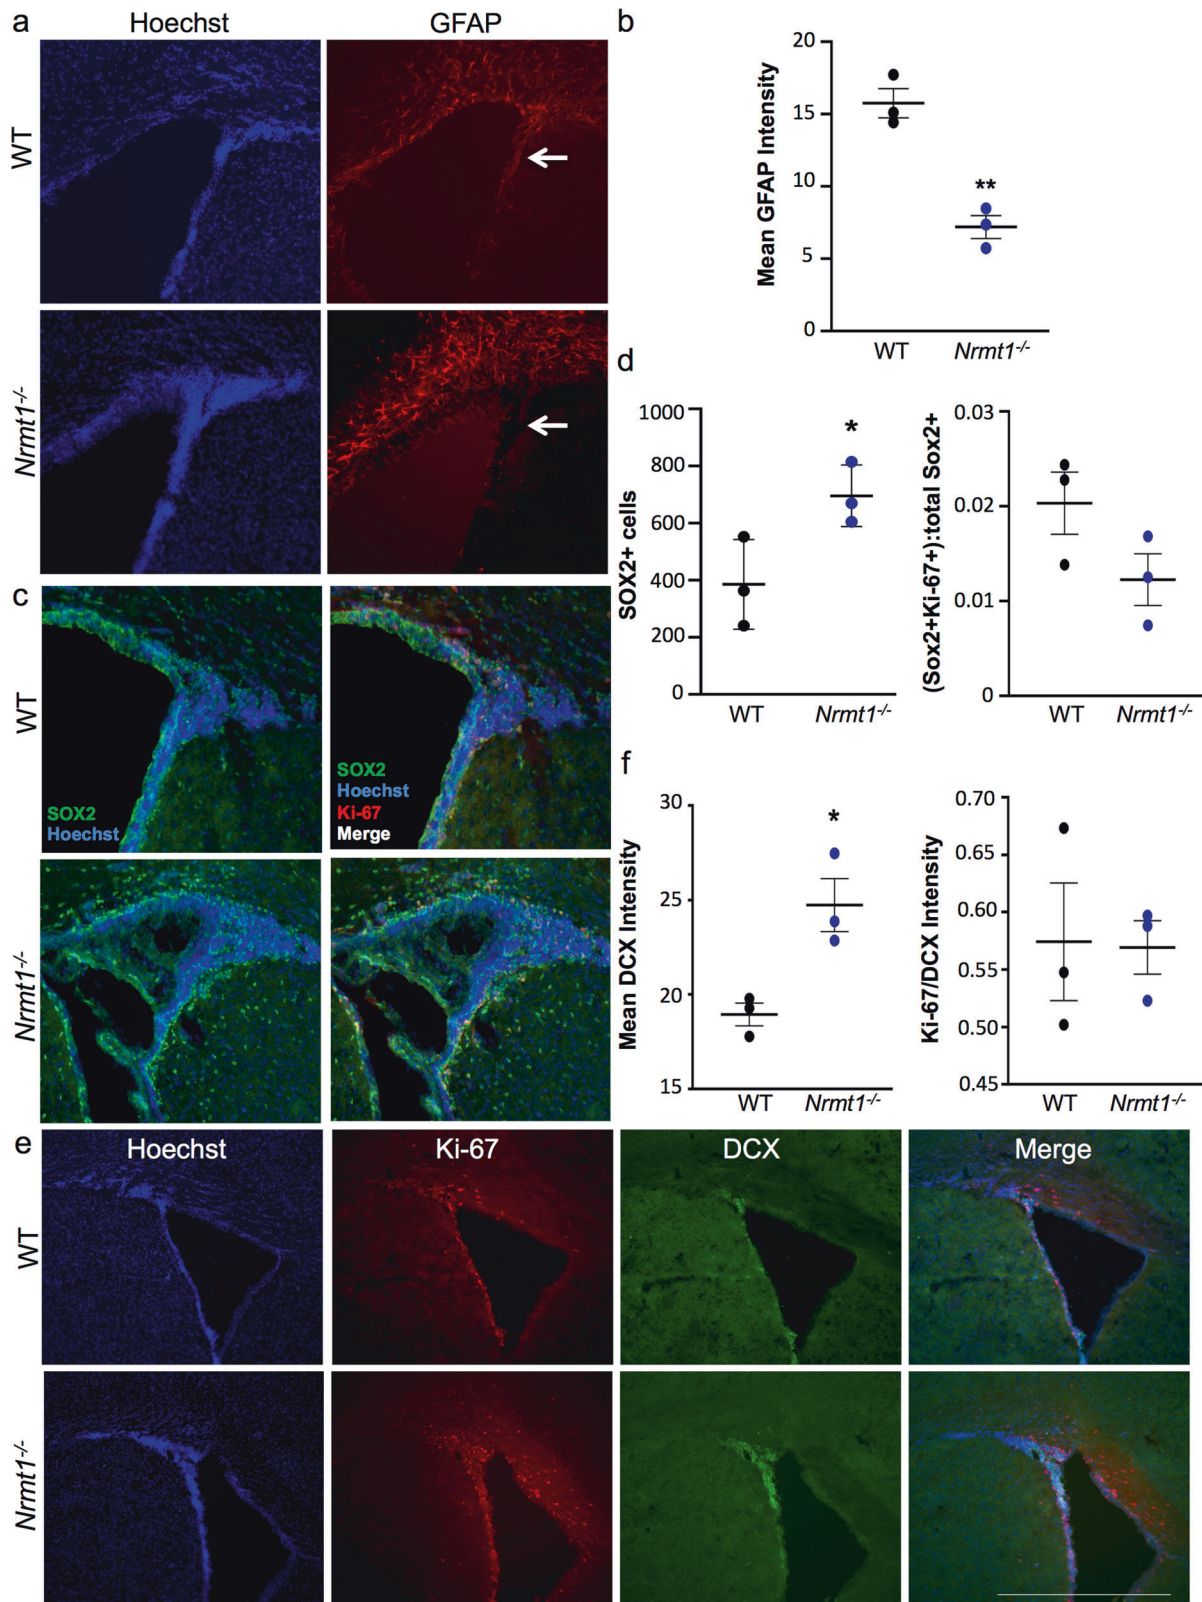 a
Hoechst
GFAP
WT
Nrmt1-/-
b
Mean GFAP Intensity
20
15
10
5
0
**
WT
Nrmt1-/-
c
WT
SOX2
Hoechst
SOX2
Hoechst
Ki-67
Merge
Nrmt1-/-
d
SOX2+ cells
1000
800
600
400
200
0
*
WT
Nrmt1-/-
(Sox2+Ki-67+):total Sox2+
0.03
0.02
0.01
0
WT
Nrmt1-/-
f
Mean DCX Intensity
30
25
20
15
*
WT
Nrmt1-/-
Ki-67/DCX Intensity
0.70
0.65
0.60
0.55
0.50
0.45
WT
Nrmt1-/-
e
Hoechst
Ki-67
DCX
Merge
WT
Nrmt1-/-